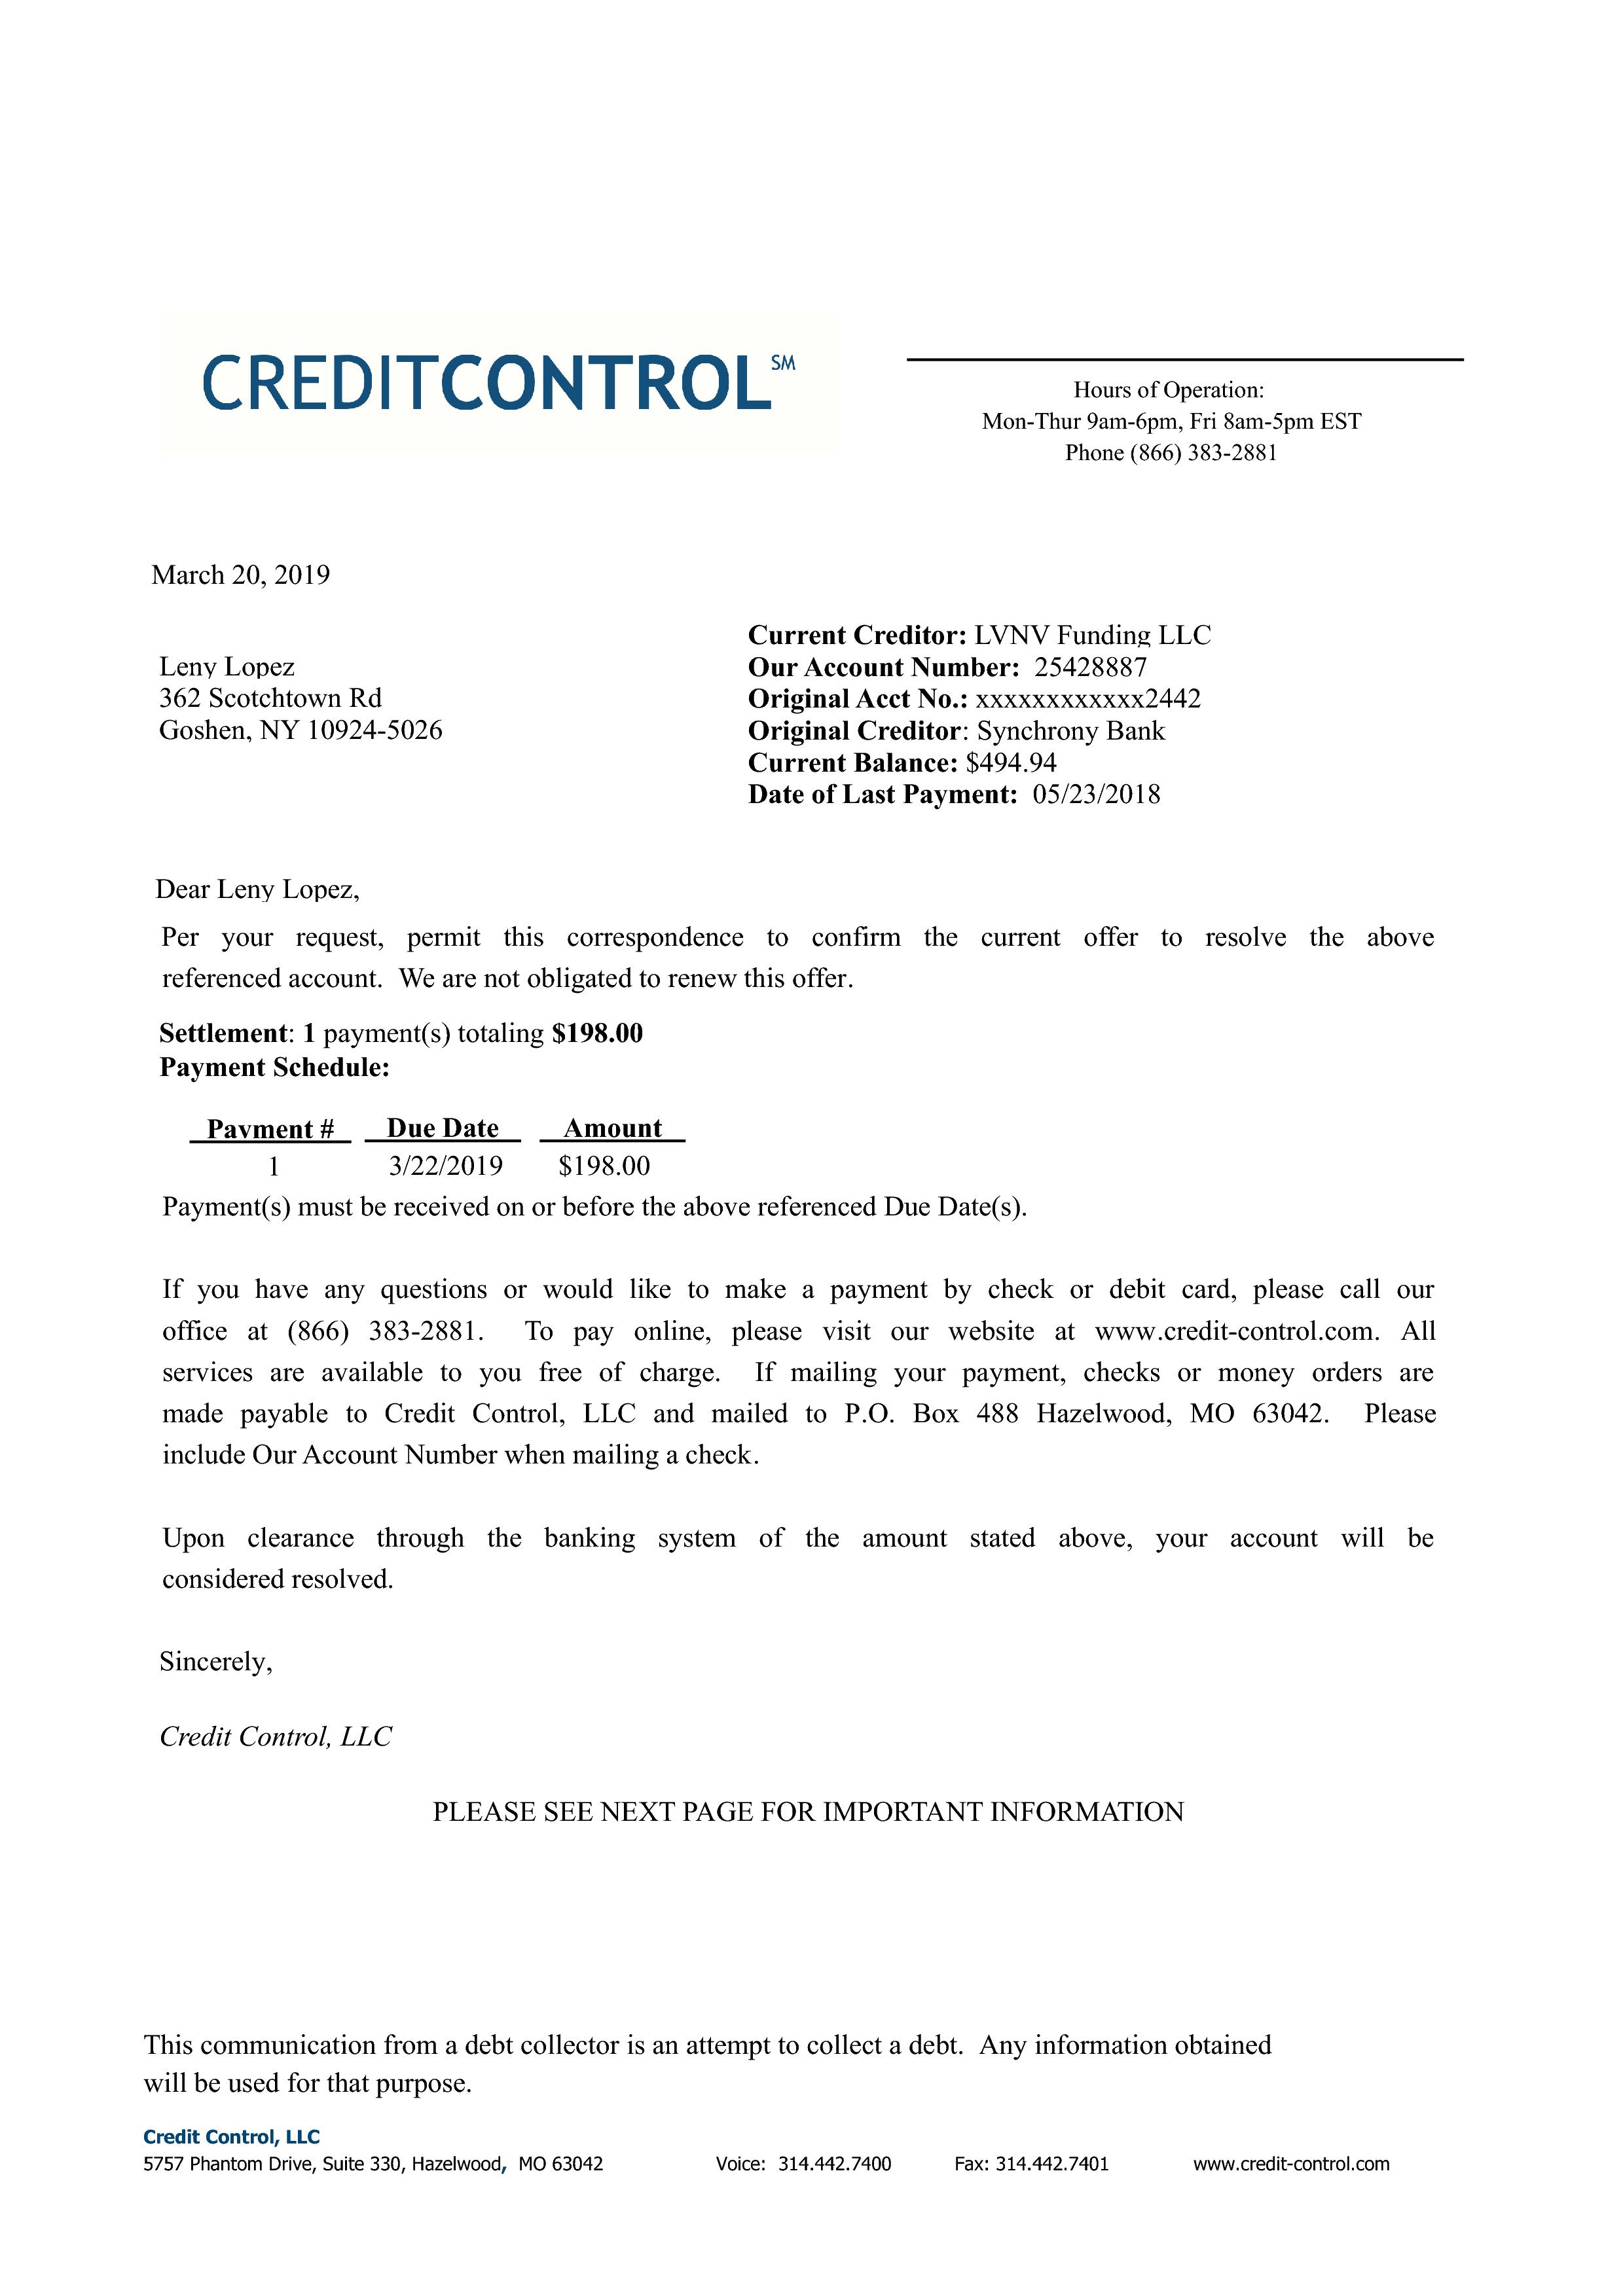 CREDITCONTROL SM
Hours of Operation:
Mon-Thur 9am-6pm, Fri 8am-5pm EST
Phone (866) 383-2881
March 20, 2019
Current Creditor: LVNV Funding LLC
Our Account Number: 25428887
Original Acct No.: xxxxxxxxxxxx2442
Original Creditor: Synchrony Bank
Current Balance: $494.94
Date of Last Payment: 05/23/2018
Leny Lopez
362 Scotchtown Rd
Goshen, NY 10924-5026
Dear Leny Lopez,
Per your request, permit this correspondence to confirm the current offer to resolve the above
referenced account. We are not obligated to renew this offer.
Settlement: 1 payment(s) totaling $198.00
Payment Schedule:
Payment # Due Date Amount
1 3/22/2019 $198.00
Payment(s) must be received on or before the above referenced Due Date(s).
If you have any questions or would like to make a payment by check or debit card, please call our
office at (866) 383-2881. To pay online, please visit our website at www.credit-control.com. All
services are available to you free of charge. If mailing your payment, checks or money orders are
made payable to Credit Control, LLC and mailed to P.O. Box 488 Hazelwood, MO 63042. Please
include Our Account Number when mailing a check.
Upon clearance through the banking system of the amount stated above, your account will be
considered resolved.
Sincerely,
Credit Control, LLC
PLEASE SEE NEXT PAGE FOR IMPORTANT INFORMATION
This communication from a debt collector is an attempt to collect a debt. Any information obtained
will be used for that purpose.
Credit Control, LLC
5757 Phantom Drive, Suite 330, Hazelwood, MO 63042 Voice: 314.442.7400 Fax: 314.442.7401 www.credit-control.com